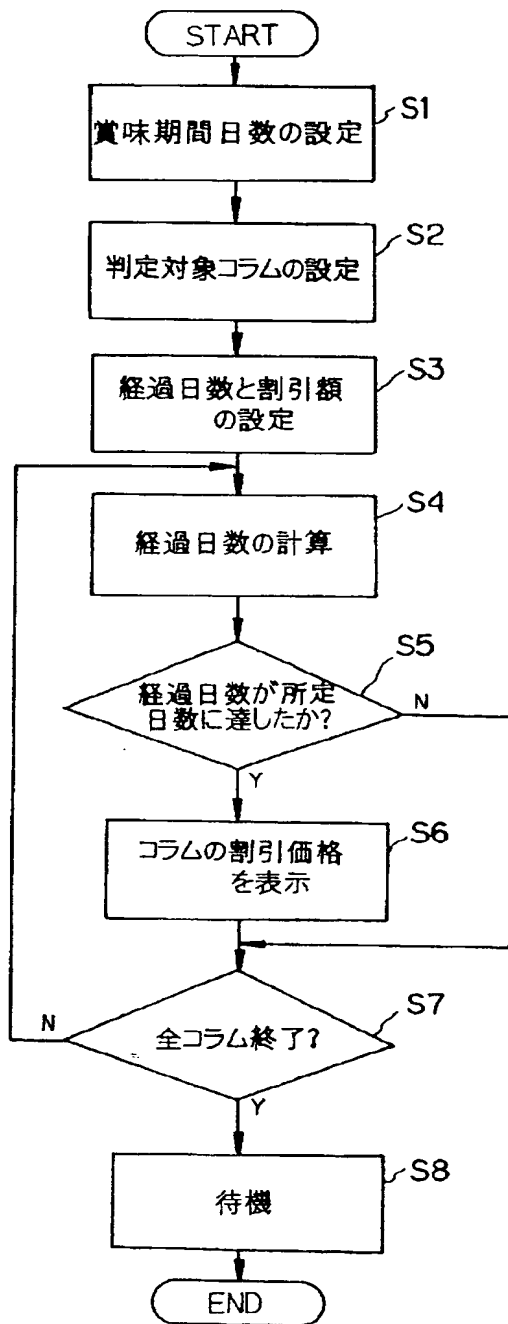 START
S1
賞味期間日数の設定
S2
判定対象コラムの設定
S3
経過日数と割引額
の設定
S4
経過日数の計算
S5
経過日数が所定
日数に達したか?
N
Y
S6
コラムの割引価格
を表示
S7
N
全コラム終了?
Y
S8
待機
END